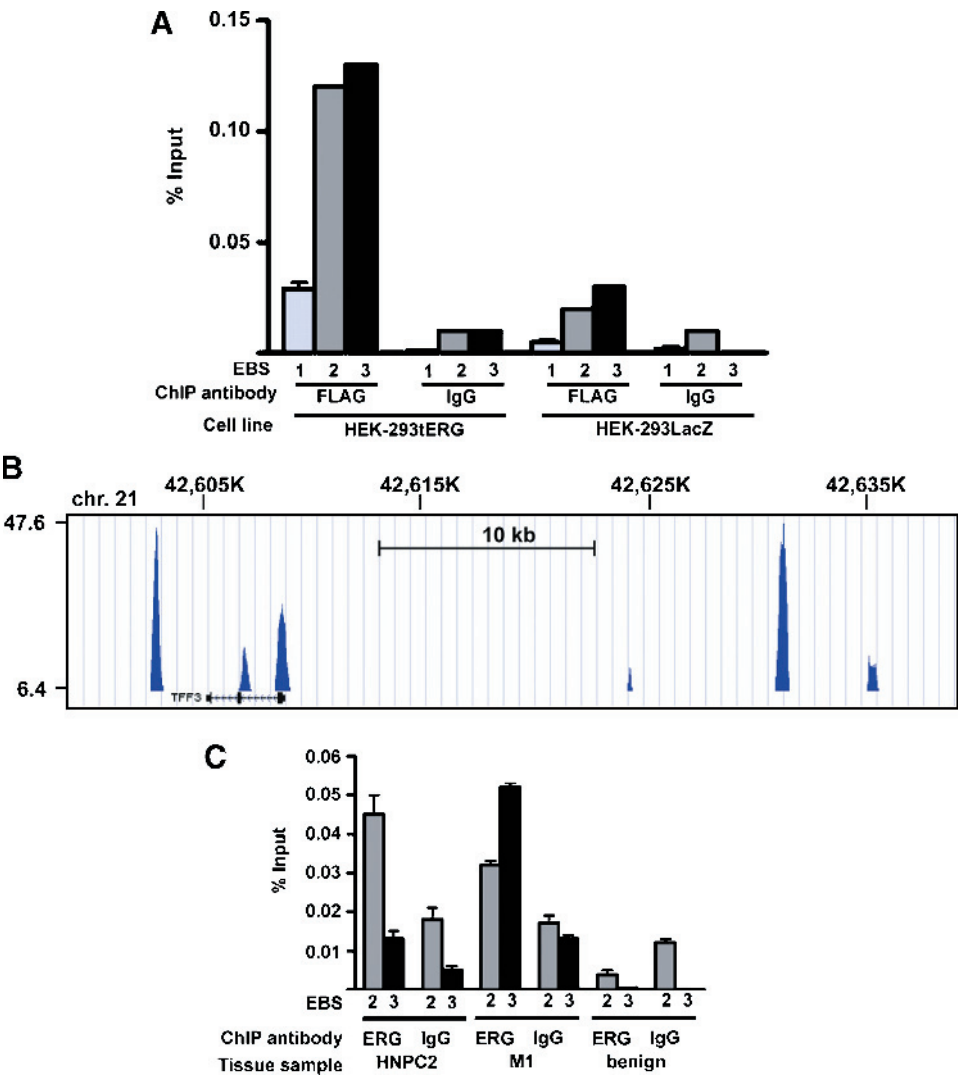 A
0.15
0.10
0.05
% Input
EBS 1 2 3 1 2 3 1 2 3 1 2 3
ChIP antibody FLAG IgG FLAG IgG
Cell line HEK-293tERG HEK-293LacZ
B
chr. 21 42,605K 42,615K 42,625K 42,635K
47.6
10 kb
6.4
TFF3
C
0.06
0.05
0.04
0.03
0.02
0.01
% Input
EBS 2 3 2 3 2 3 2 3 2 3 2 3
ChIP antibody ERG IgG ERG IgG ERG IgG
Tissue sample HNPC2 M1 benign